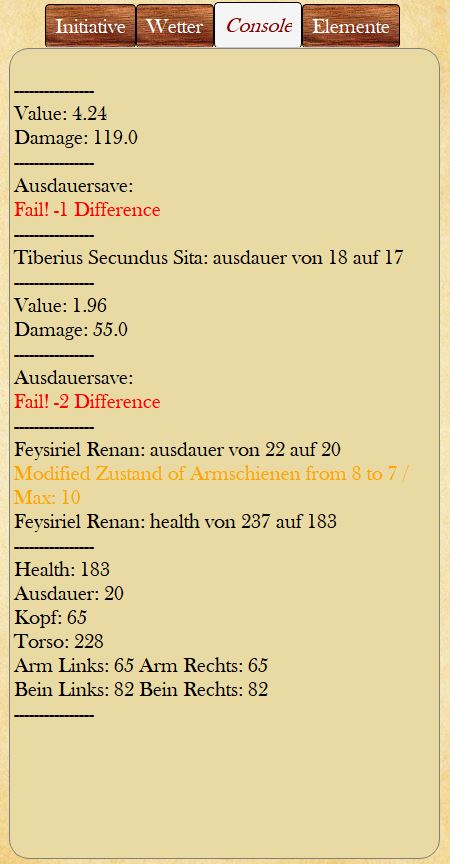 Initiative Wetter Console Elemente
----------------
Value: 4.24
Damage: 119.0
----------------
Ausdauersave:
Fail! -1 Difference
----------------
Tiberius Secundus Sita: ausdauer von 18 auf 17
----------------
Value: 1.96
Damage: 55.0
----------------
Ausdauersave:
Fail! -2 Difference
----------------
Feysiriel Renan: ausdauer von 22 auf 20
Modified Zustand of Armschienen from 8 to 7 /
Max: 10
Feysiriel Renan: health von 237 auf 183
----------------
Health: 183
Ausdauer: 20
Kopf: 65
Torso: 228
Arm Links: 65 Arm Rechts: 65
Bein Links: 82 Bein Rechts: 82
----------------